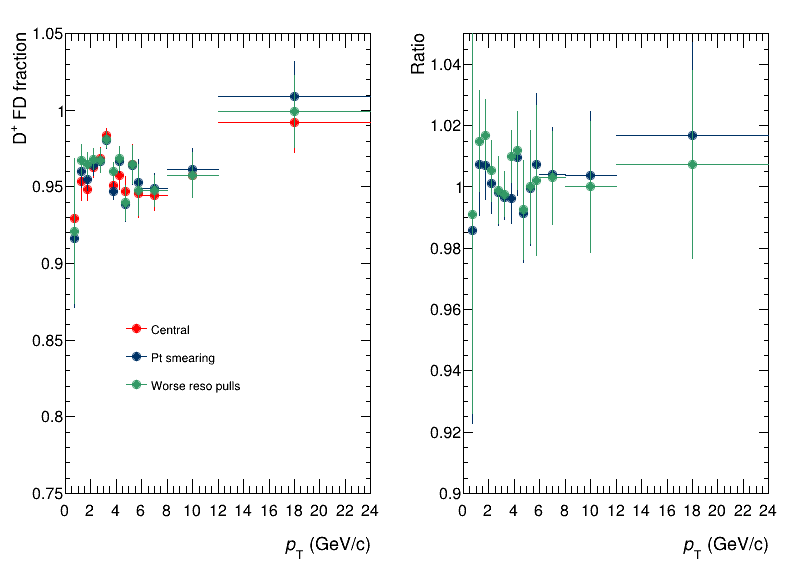 D+ FD fraction
1.05
1
0.95
0.9
0.85
0.8
0.75
Central
Pt smearing
Worse reso pulls
0 2 4 6 8 10 12 14 16 18 20 22 24
pT (GeV/c)
Ratio
1.04
1.02
1
0.98
0.96
0.94
0.92
0.9
0 2 4 6 8 10 12 14 16 18 20 22 24
pT (GeV/c)